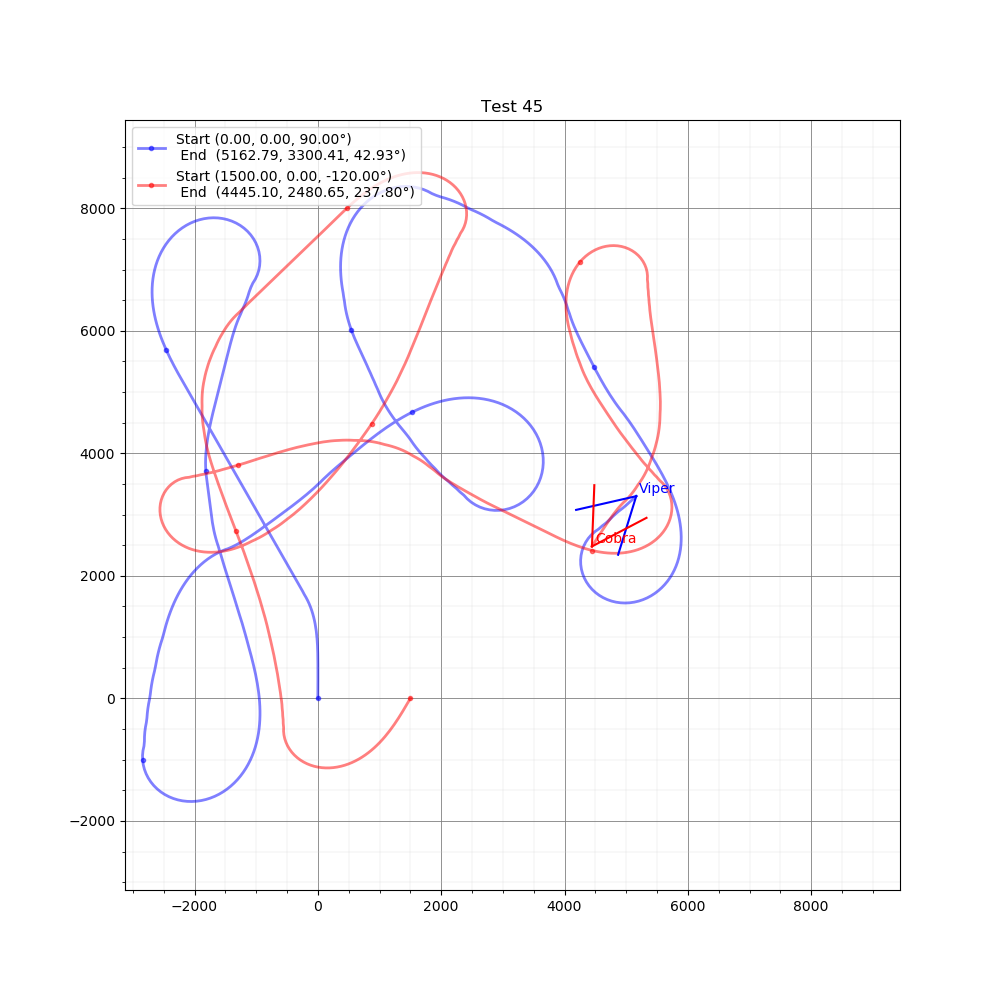 Test 45
Start (0.00, 0.00, 90.00°)
End (5162.79, 3300.41, 42.93°)
Start (1500.00, 0.00, -120.00°)
End (4445.10, 2480.65, 237.80°)
8000
6000
4000
2000
0
−2000
Viper
Cobra
−2000
0
2000
4000
6000
8000